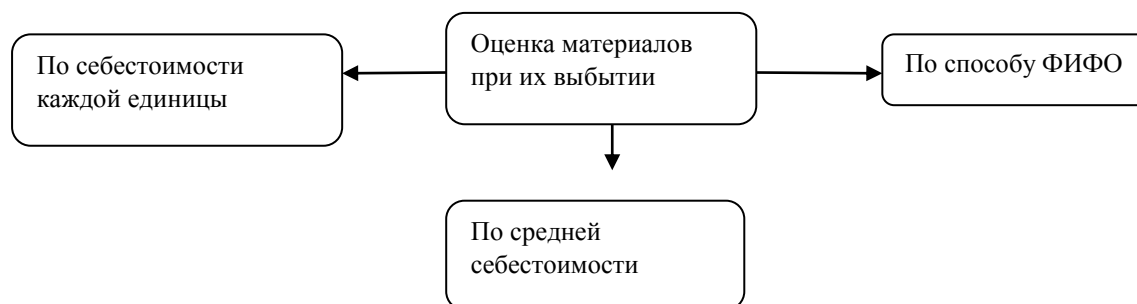 Оценка материалов
при их выбытии
По себестоимости
каждой единицы
По способу ФИФО
По средней
себестоимости